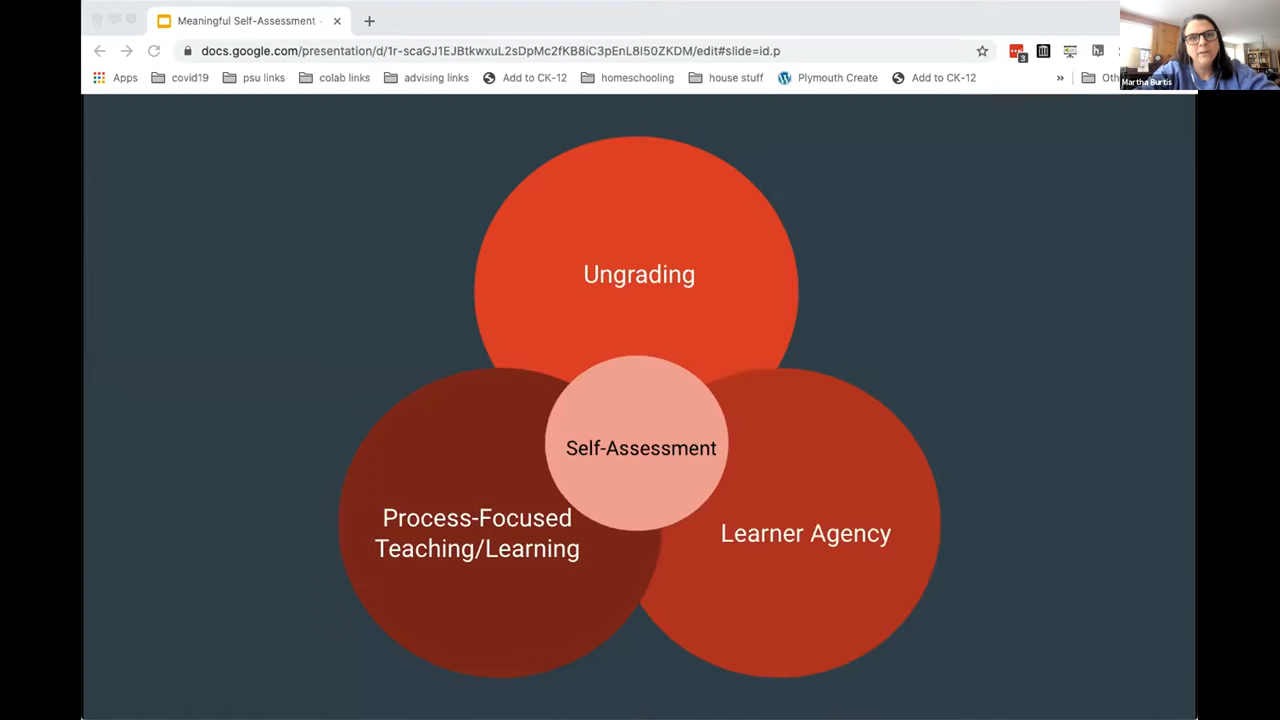 Meaningful Self-Assessment -
docs.google.com/presentation/d/1r-scaGJ1EJBtkwxuL2sDpMc2fKB8iC3pEnL8I50ZKDM/edit#slide=id.p
3
Apps covid19 psu links colab links advising links Add to CK-12 homeschooling house stuff Plymouth Create Add to CK-12 » Oth
Martha Burtis
Ungrading
Self-Assessment
Process-Focused
Teaching/Learning
Learner Agency